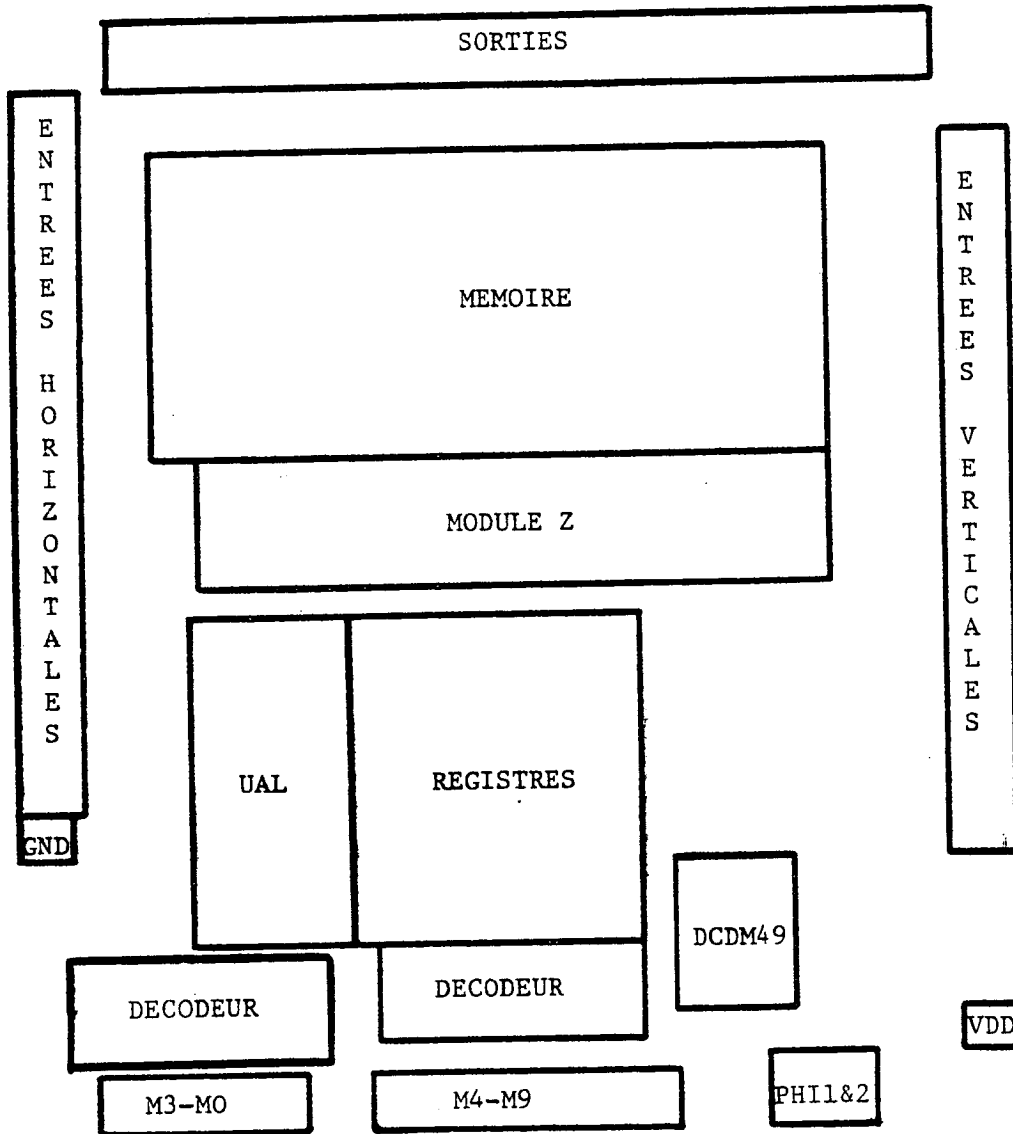 SORTIES
ENTREES HORIZONTALES
ENTREES VERTICALES
MEMOIRE
MODULE Z
UAL
REGISTRES
GND
DCDM49
DECODEUR
DECODEUR
VDD
M3-M0
M4-M9
PHI1&2